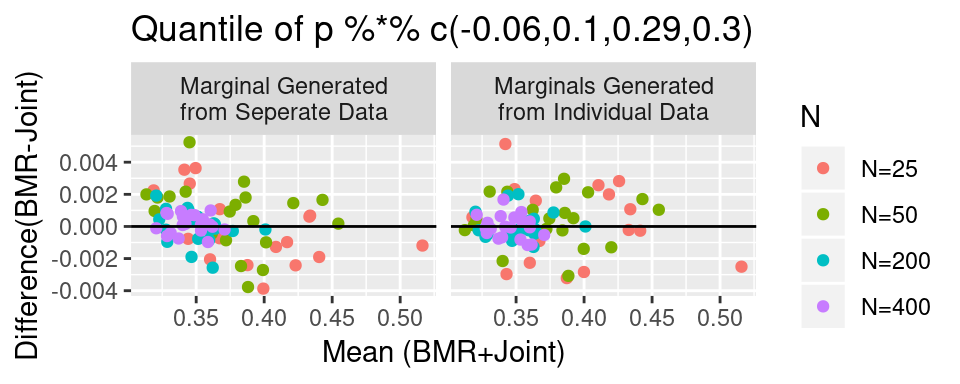 Quantile of p %*% c(-0.06,0.1,0.29,0.3)
Marginal Generated
from Seperate Data
Marginals Generated
from Individual Data
Difference(BMR-Joint)
0.004
0.002
0.000
-0.002
-0.004
0.35 0.40 0.45 0.50
0.35 0.40 0.45 0.50
Mean (BMR+Joint)
N
N=25
N=50
N=200
N=400